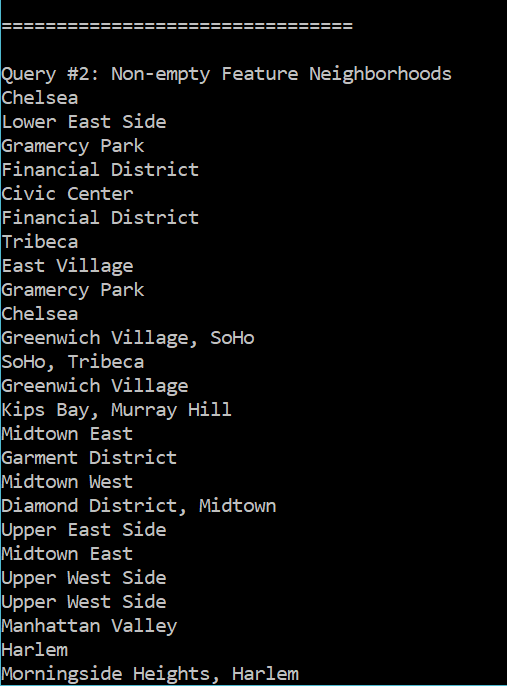 ================================
Query #2: Non-empty Feature Neighborhoods
Chelsea
Lower East Side
Gramercy Park
Financial District
Civic Center
Financial District
Tribeca
East Village
Gramercy Park
Chelsea
Greenwich Village, SoHo
SoHo, Tribeca
Greenwich Village
Kips Bay, Murray Hill
Midtown East
Garment District
Midtown West
Diamond District, Midtown
Upper East Side
Midtown East
Upper West Side
Upper West Side
Manhattan Valley
Harlem
Morningside Heights, Harlem